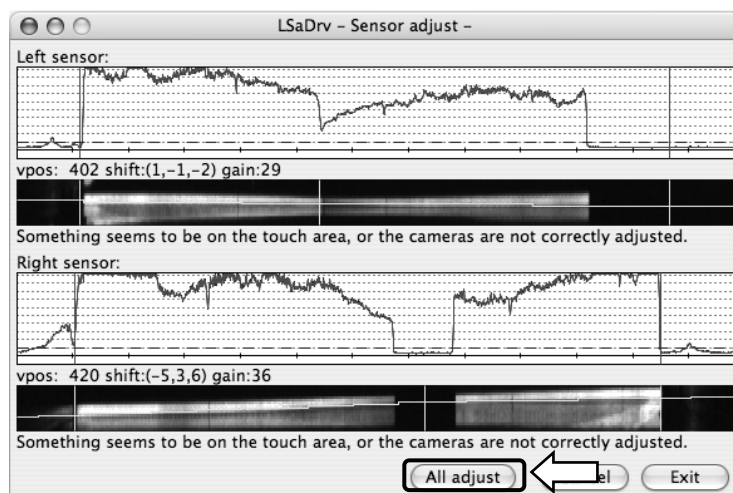 LSaDrv – Sensor adjust –
Left sensor:
vpos: 402 shift:(1,-1,-2) gain:29
Something seems to be on the touch area, or the cameras are not correctly adjusted.
Right sensor:
vpos: 420 shift:(-5,3,6) gain:36
Something seems to be on the touch area, or the cameras are not correctly adjusted.
All adjust Exit